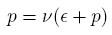 p = ν(ϵ + p)